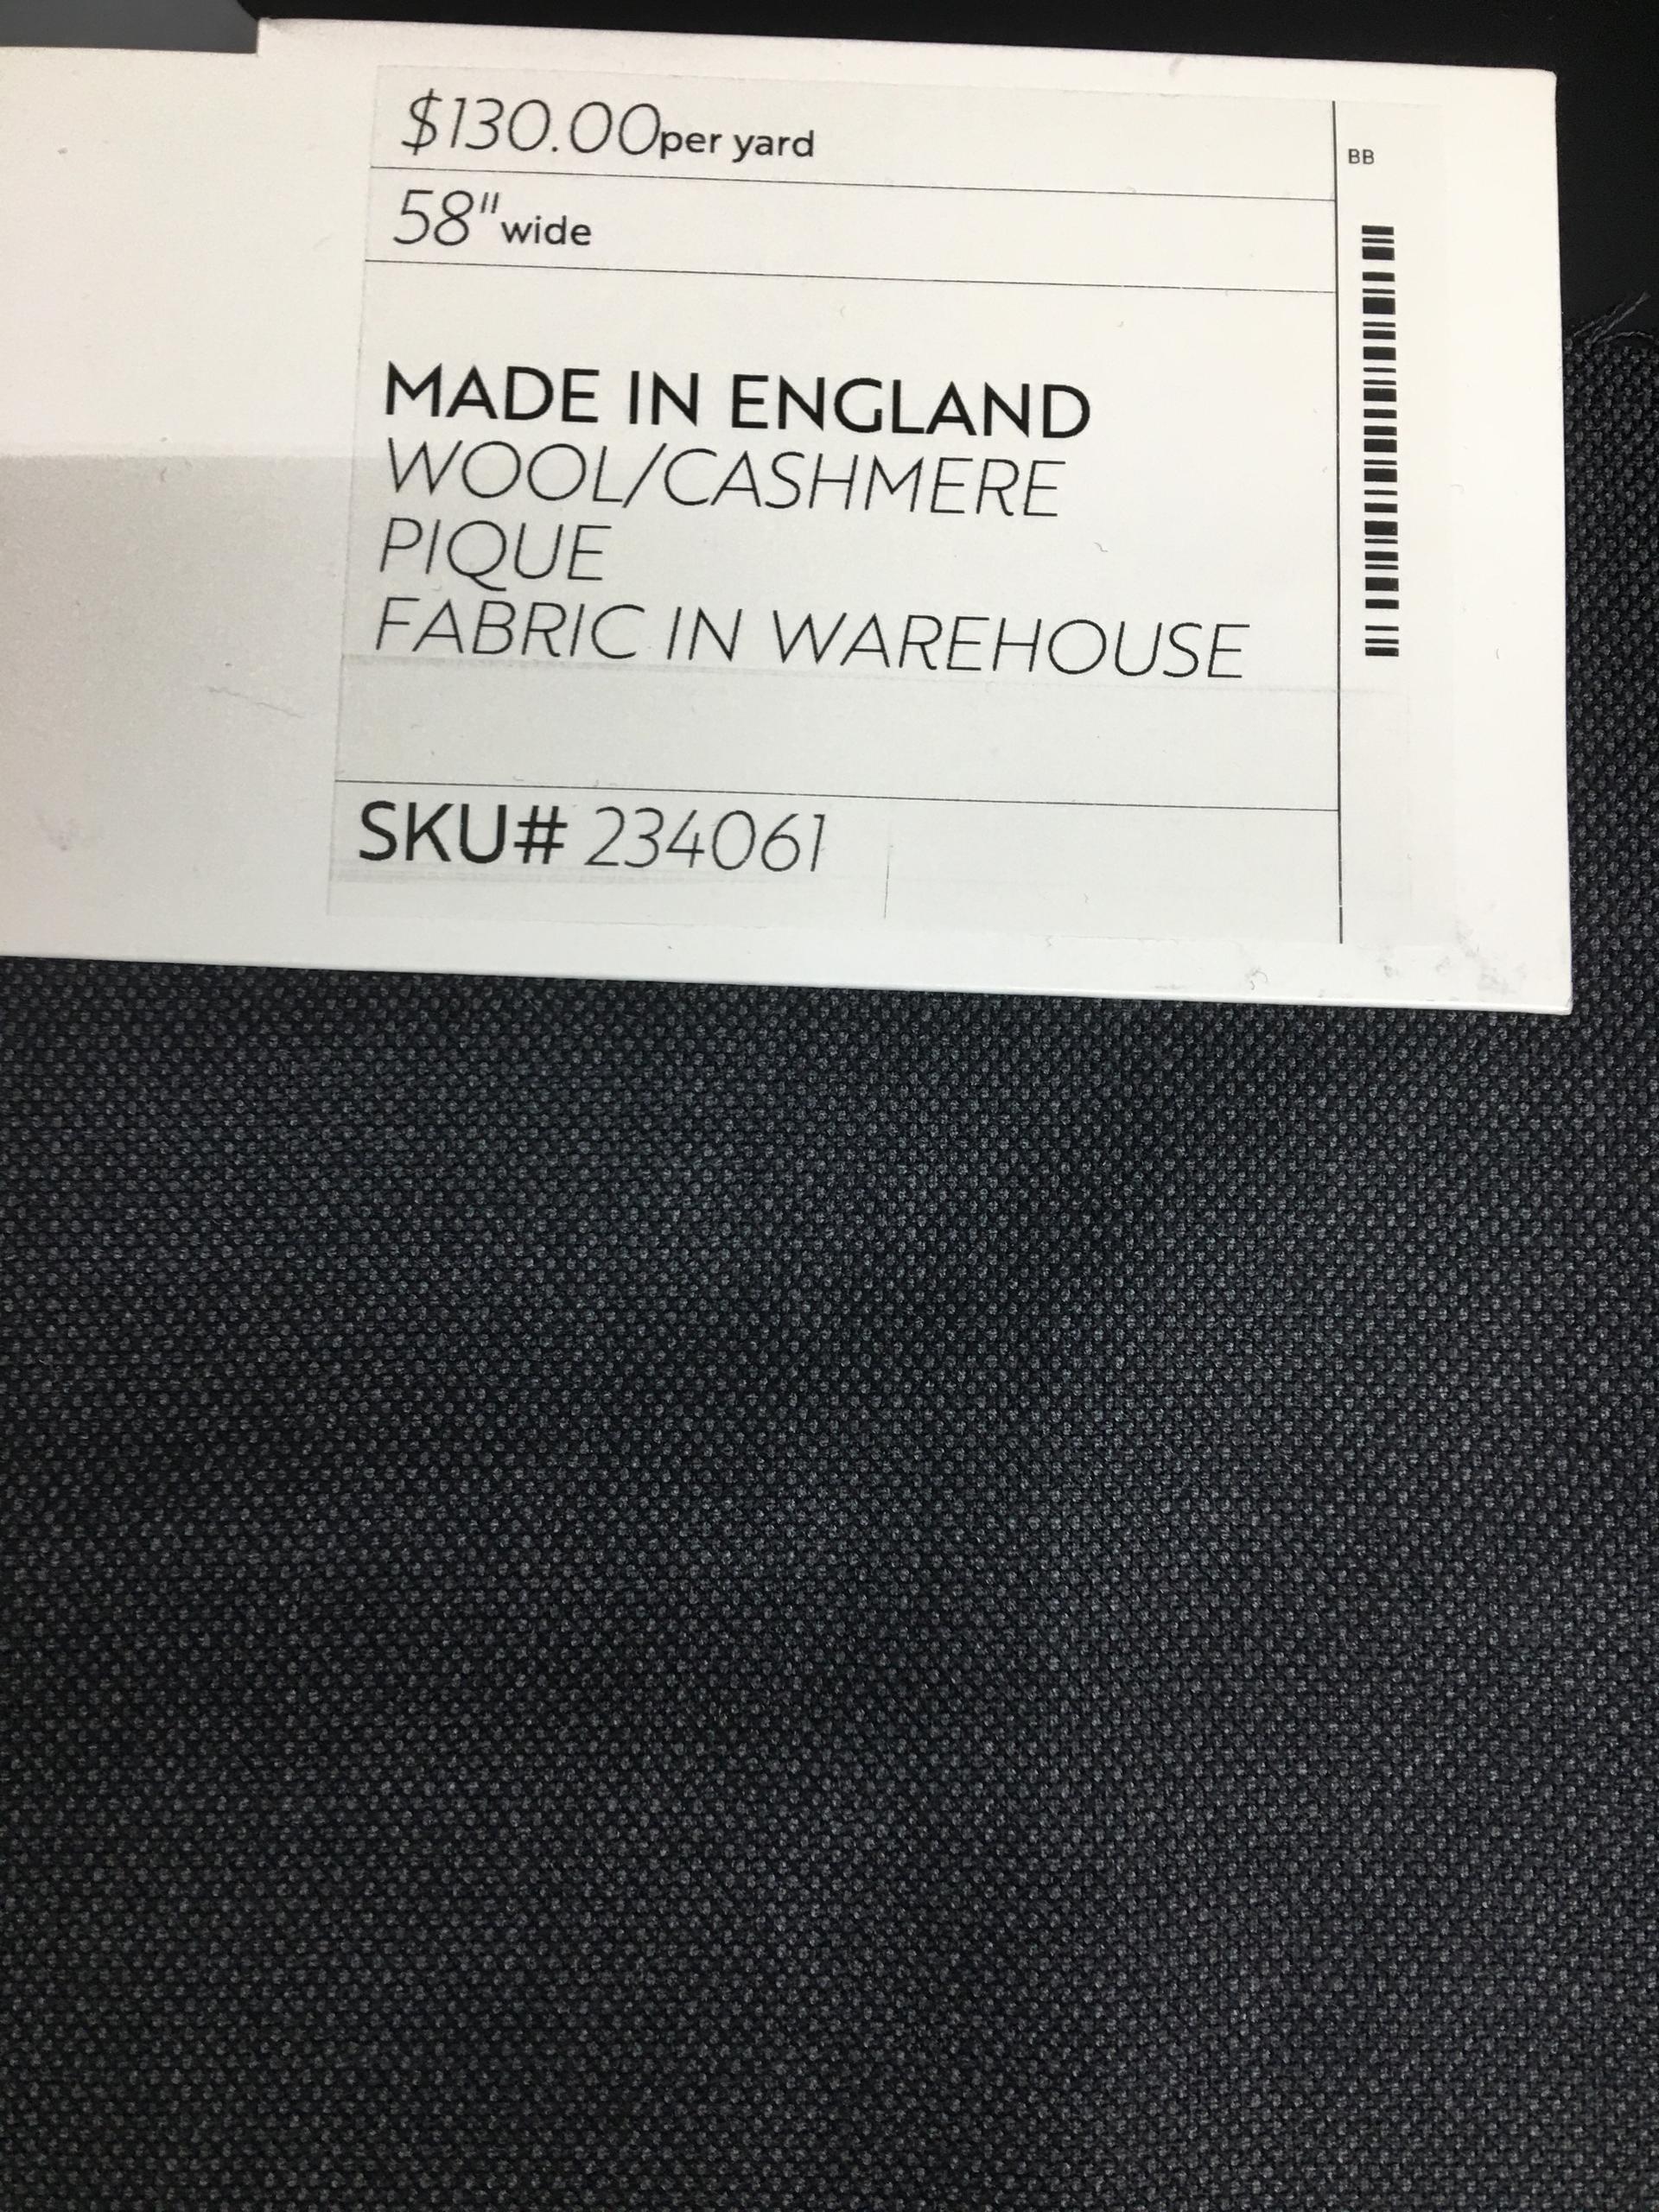 $130.00per yard
BB
58"wide
MADE IN ENGLAND
WOOL/CASHMERE
PIQUE
FABRIC IN WAREHOUSE
SKU# 234061